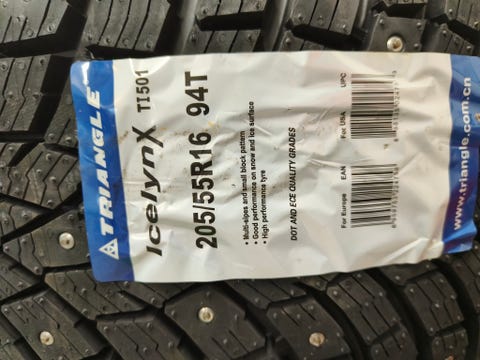 TRIANGLE
IcelynX TI501
205/55R16 94T
• Multi-sipes and small block pattern
• Good performance on snow and ice surface
• High performance tyre
DOT AND ECE QUALITY GRADES
For Europe EAN
For USA UPC
www.triangle.com.cn